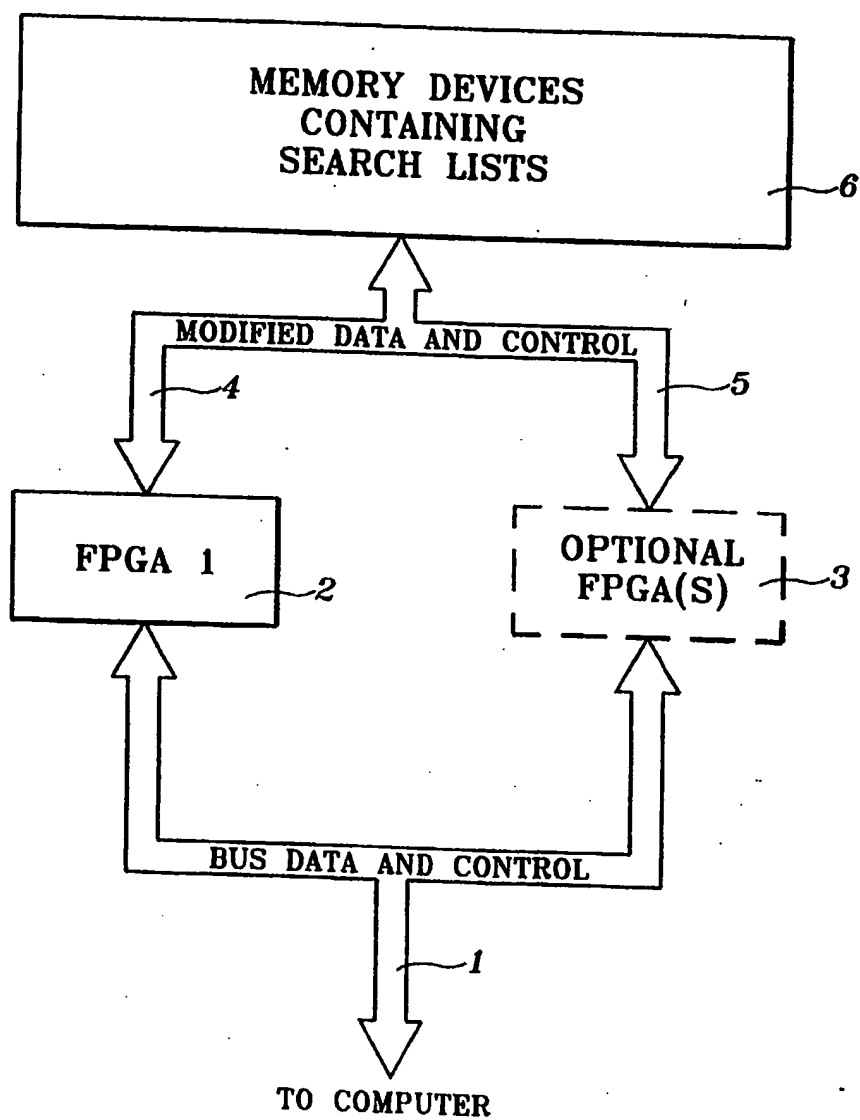 MEMORY DEVICES
CONTAINING
SEARCH LISTS
6
MODIFIED DATA AND CONTROL
4
5
FPGA 1
2
OPTIONAL
FPGA(S)
3
BUS DATA AND CONTROL
1
TO COMPUTER